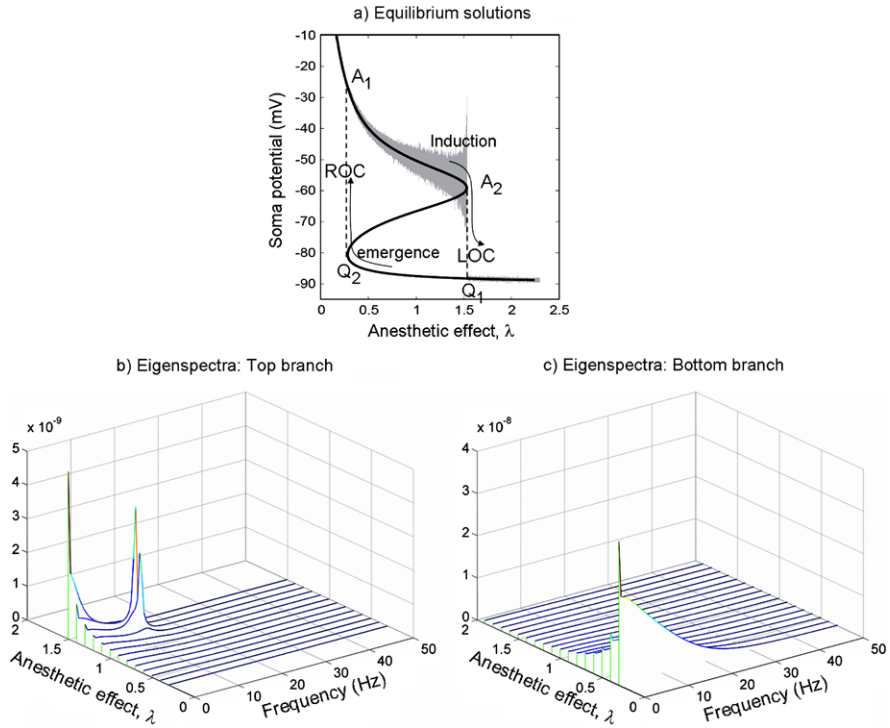 a) Equilibrium solutions
-10
-20
-30
-40
-50
-60
-70
-80
-90
Soma potential (mV)
A1
Induction
ROC
A2
emergence
LOC
Q2
Q1
0
0.5
1
1.5
2
2.5
Anesthetic effect, λ
b) Eigenspectra: Top branch
x 10-9
5
4
3
2
1
0
2
1.5
1
0.5
0
Anesthetic effect, λ
0
10
20
30
40
50
Frequency (Hz)
c) Eigenspectra: Bottom branch
x 10-8
4
3
2
1
0
2
1.5
1
0.5
0
Anesthetic effect, λ
0
10
20
30
40
50
Frequency (Hz)